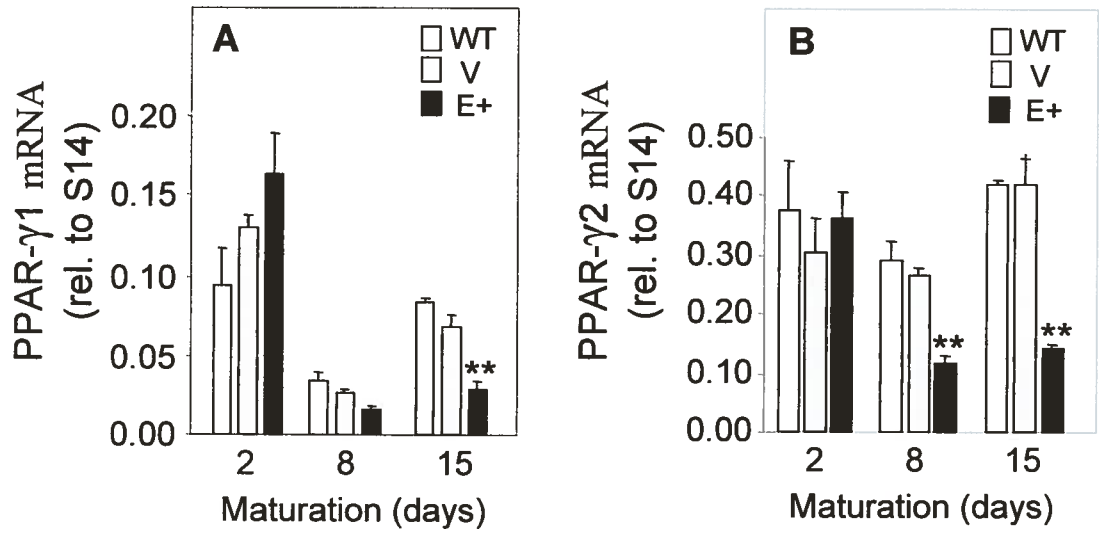 A
WT
V
E+
PPAR-γ1 mRNA
(rel. to S14)
0.20
0.15
0.10
0.05
0.00
**
2 8 15
Maturation (days)
B
WT
V
E+
PPAR-γ2 mRNA
(rel. to S14)
0.50
0.40
0.30
0.20
0.10
0.00
**
**
2 8 15
Maturation (days)